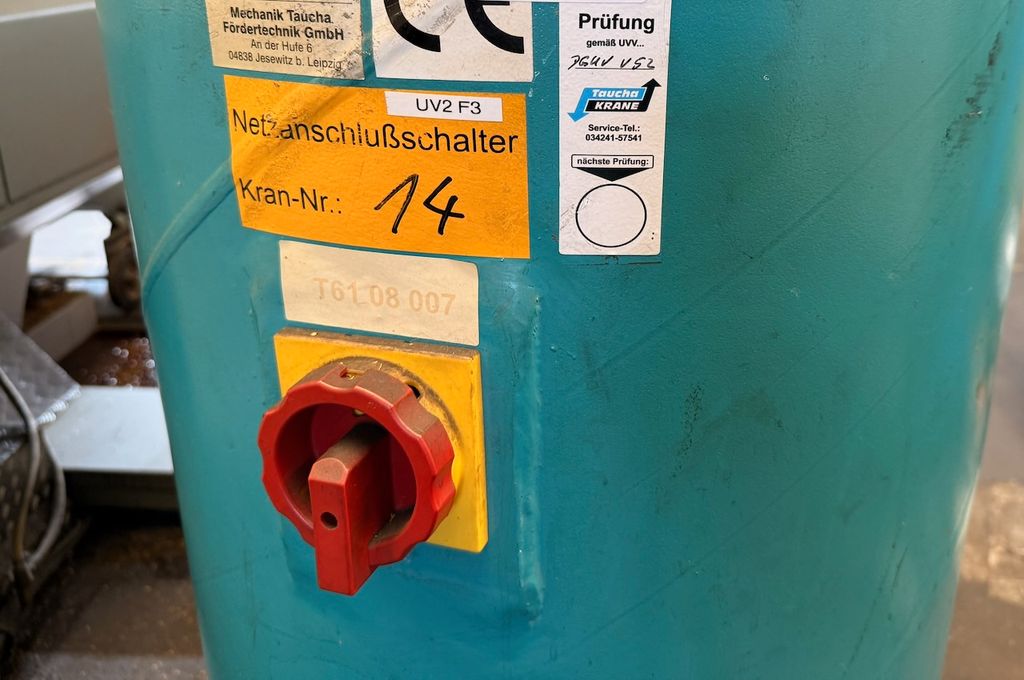 Mechanik Taucha
Fördertechnik GmbH
An der Hufe 6
04838 Jesewitz b. Leipzig
CE
UV2 F3
Netzanschlußschalter
Kran-Nr.: 14
T61 08 007
Prüfung
gemäß UVV...
DGUV V52
Taucha
KRANE
Service-Tel.:
034241-57541
nächste Prüfung: